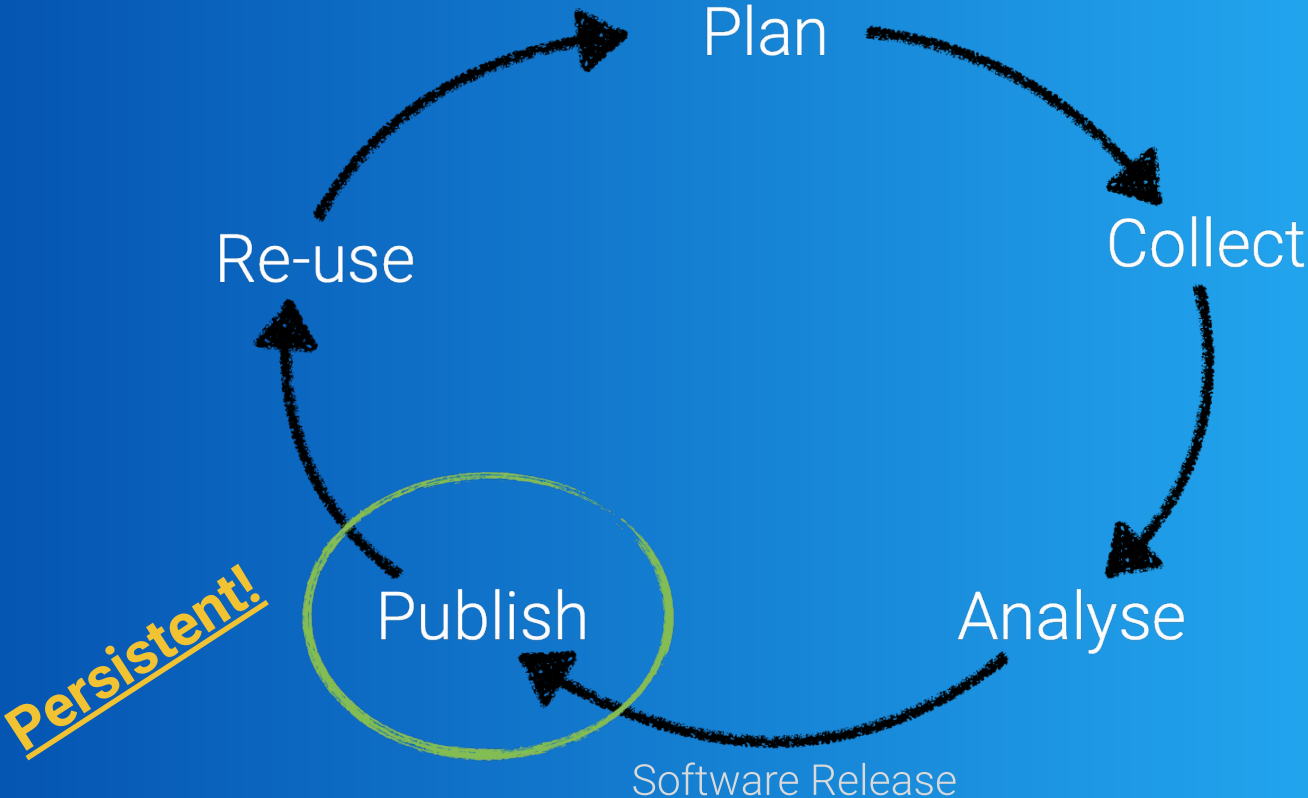 Plan
Collect
Re-use
Publish
Analyse
Persistent!
Software Release